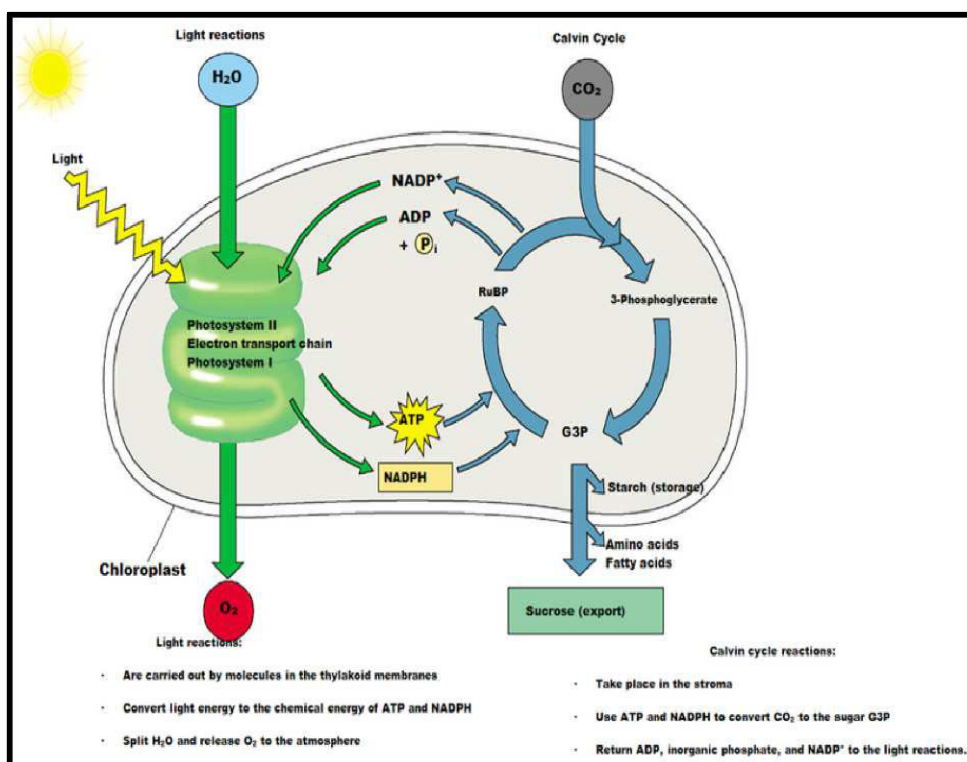 Light reactions
H₂O
Calvin Cycle
CO₂
Light
NADP⁺
ADP
+ Pi
RuBP
3-Phosphoglycerate
Photosystem II
Electron transport chain
Photosystem I
ATP
G3P
NADPH
Starch (storage)
Amino acids
Fatty acids
Chloroplast
O₂
Sucrose (export)
Light reactions:
· Are carried out by molecules in the thylakoid membranes
· Convert light energy to the chemical energy of ATP and NADPH
· Split H₂O and release O₂ to the atmosphere
Calvin cycle reactions:
· Take place in the stroma
· Use ATP and NADPH to convert CO₂ to the sugar G3P
· Return ADP, inorganic phosphate, and NADP⁺ to the light reactions.